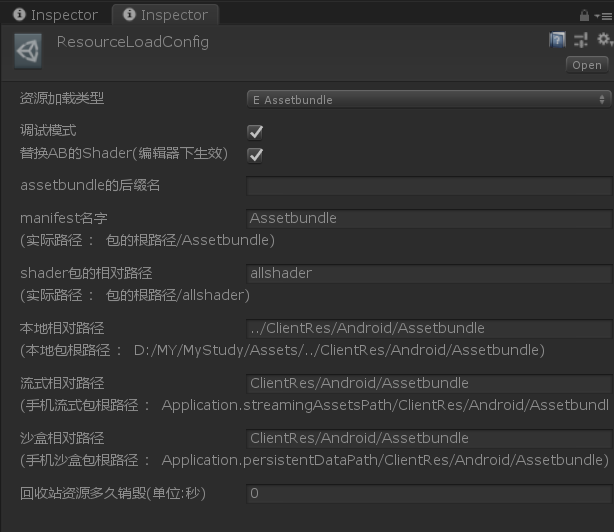 Inspector
Inspector
ResourceLoadConfig
Open
资源加载类型
E Assetbundle
调试模式
替换AB的Shader(编辑器下生效)
assetbundle的后缀名
manifest名字
Assetbundle
(实际路径： 包的根路径/Assetbundle)
shader包的相对路径
allshader
(实际路径： 包的根路径/allshader)
本地相对路径
../ClientRes/Android/Assetbundle
(本地包根路径： D:/MY/MyStudy/Assets/../ClientRes/Android/Assetbundle)
流式相对路径
ClientRes/Android/Assetbundle
(手机流式包根路径： Application.streamingAssetsPath/ClientRes/Android/Assetbundl
沙盒相对路径
ClientRes/Android/Assetbundle
(手机沙盒包根路径： Application.persistentDataPath/ClientRes/Android/Assetbundle)
回收站资源多久销毁(单位:秒)
0